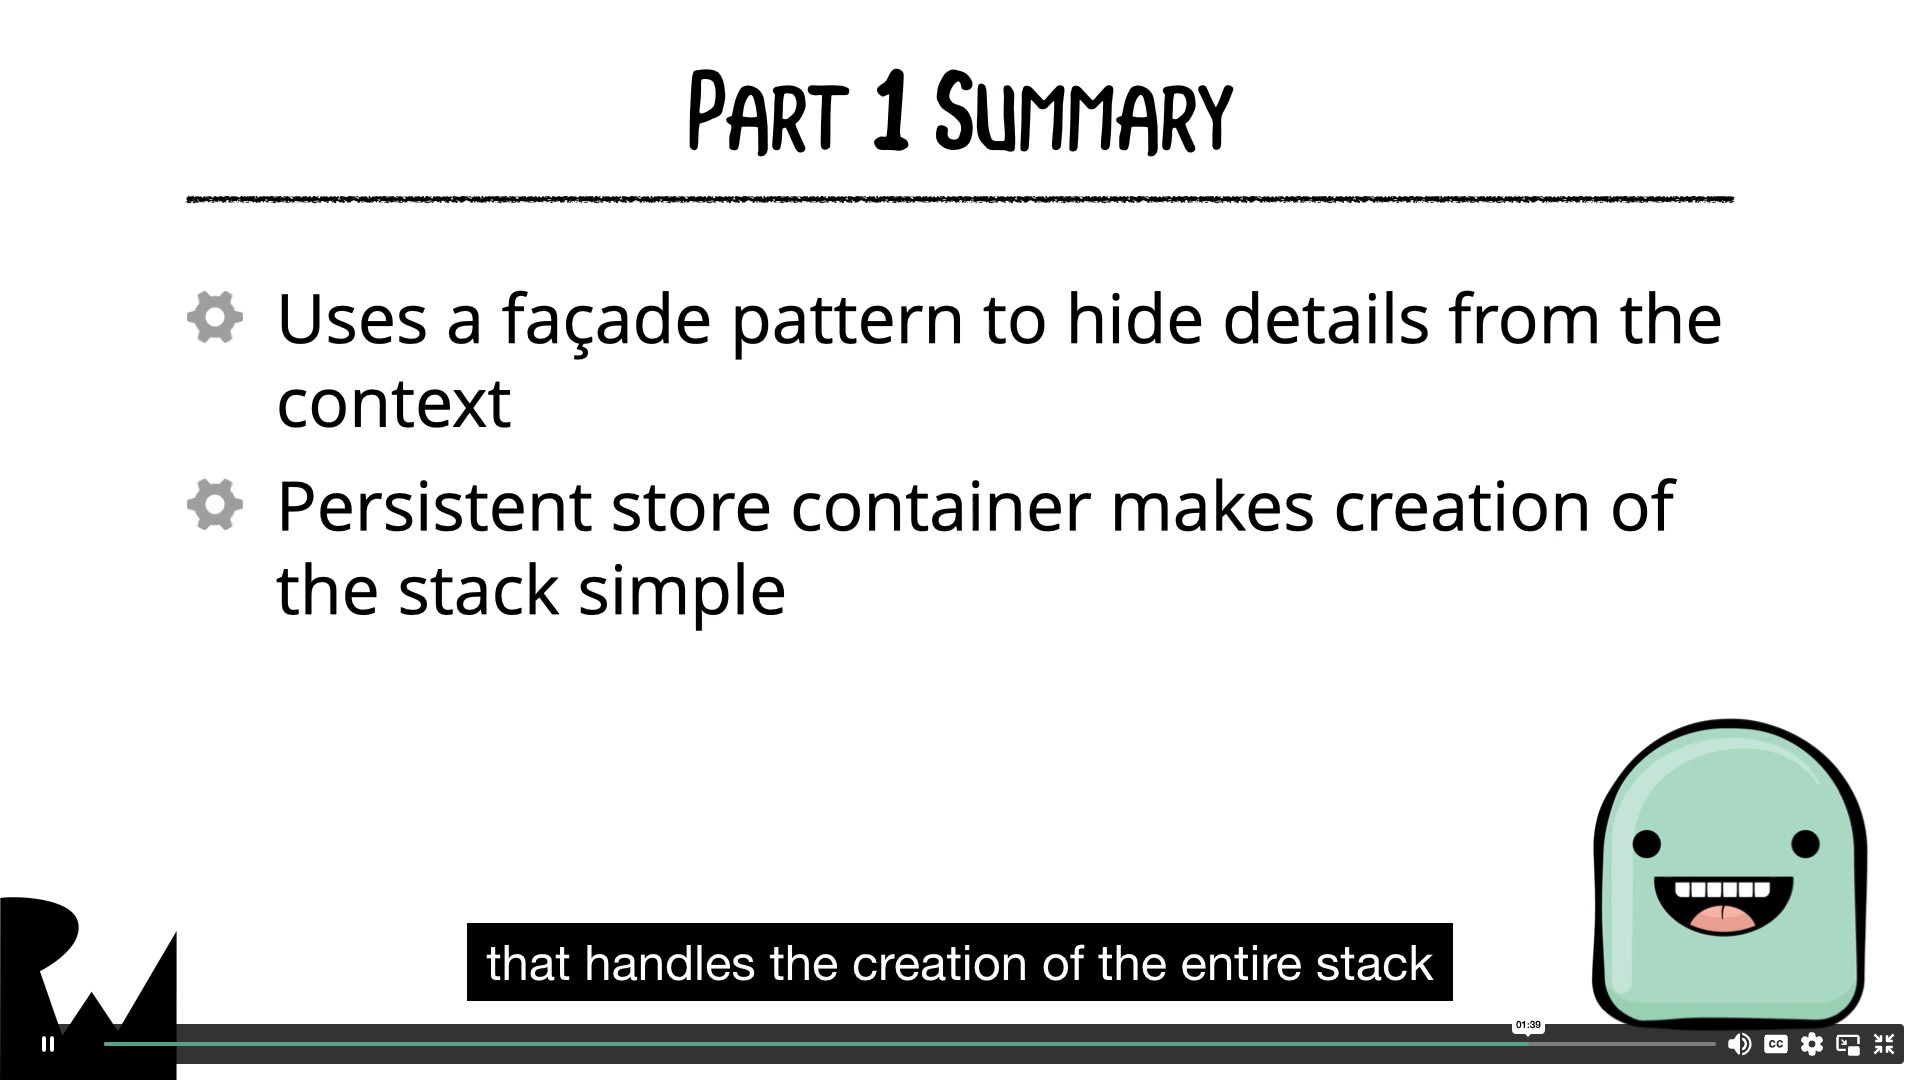 Part 1 Summary
Uses a façade pattern to hide details from the
context
Persistent store container makes creation of
the stack simple
that handles the creation of the entire stack
01:39
CC